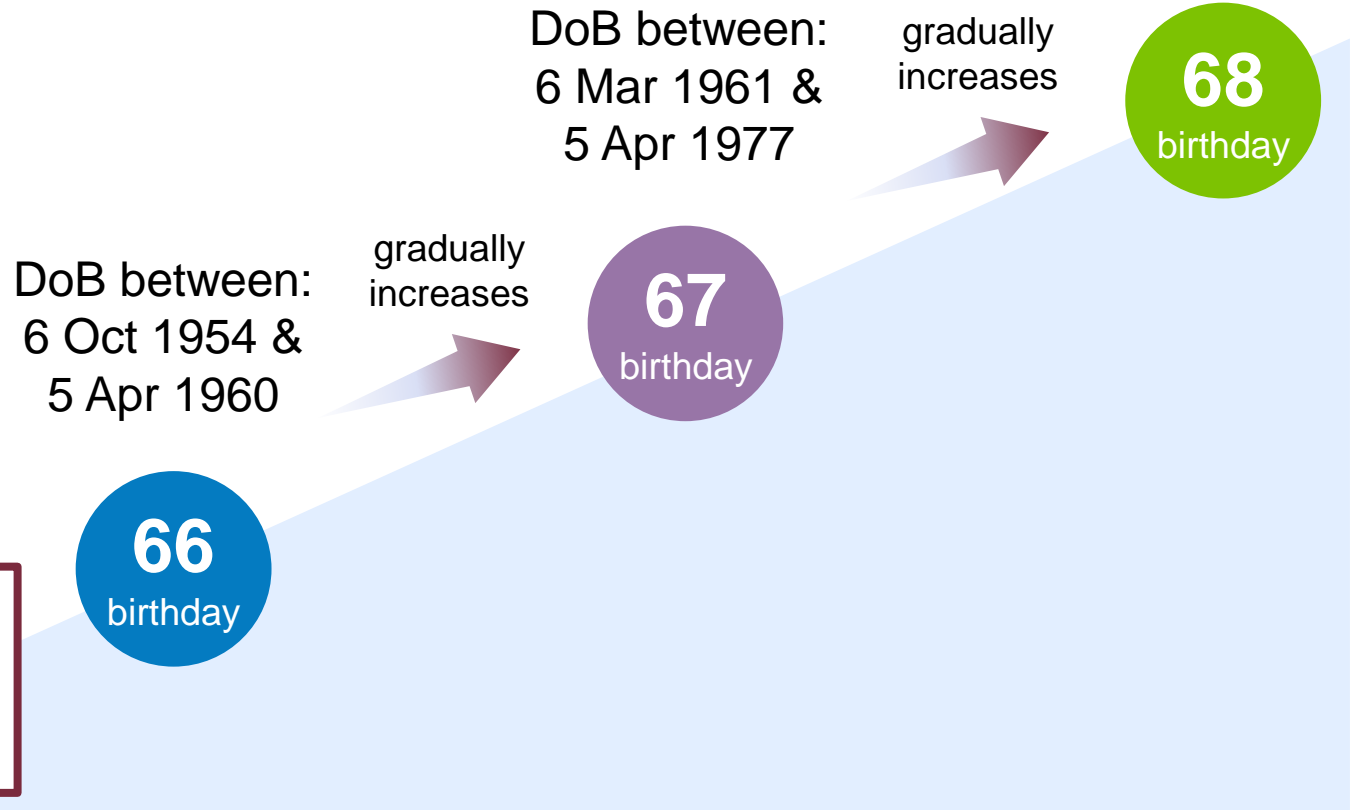 DoB between:
6 Oct 1954 &
5 Apr 1960
66
birthday
gradually
increases
DoB between:
6 Mar 1961 &
5 Apr 1977
67
birthday
gradually
increases
68
birthday